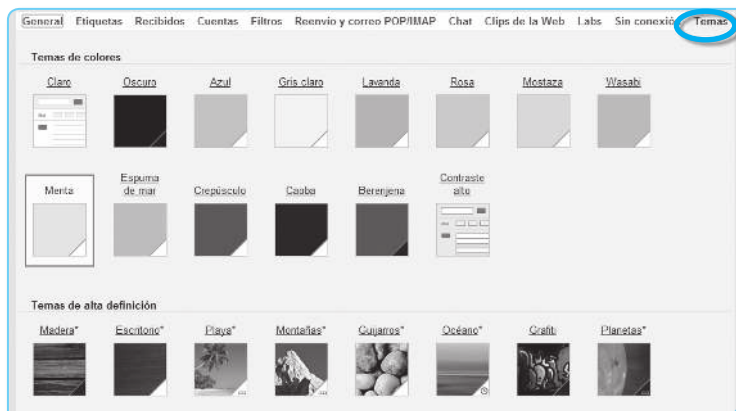 General Etiquetas Recibidos Cuentas Filtros Reenvío y correo POP/IMAP Chat Clips de la Web Labs Sin conexión Temas
Temas de colores
Claro Oscuro Azul Gris claro Lavanda Rosa Mostaza Wasabi
Menta Espuma de mar Crepúsculo Caoba Berenjena Contraste alto
Temas de alta definición
Madera* Escritorio* Playa* Montañas* Guijarros* Océano* Grafiti Planetas*